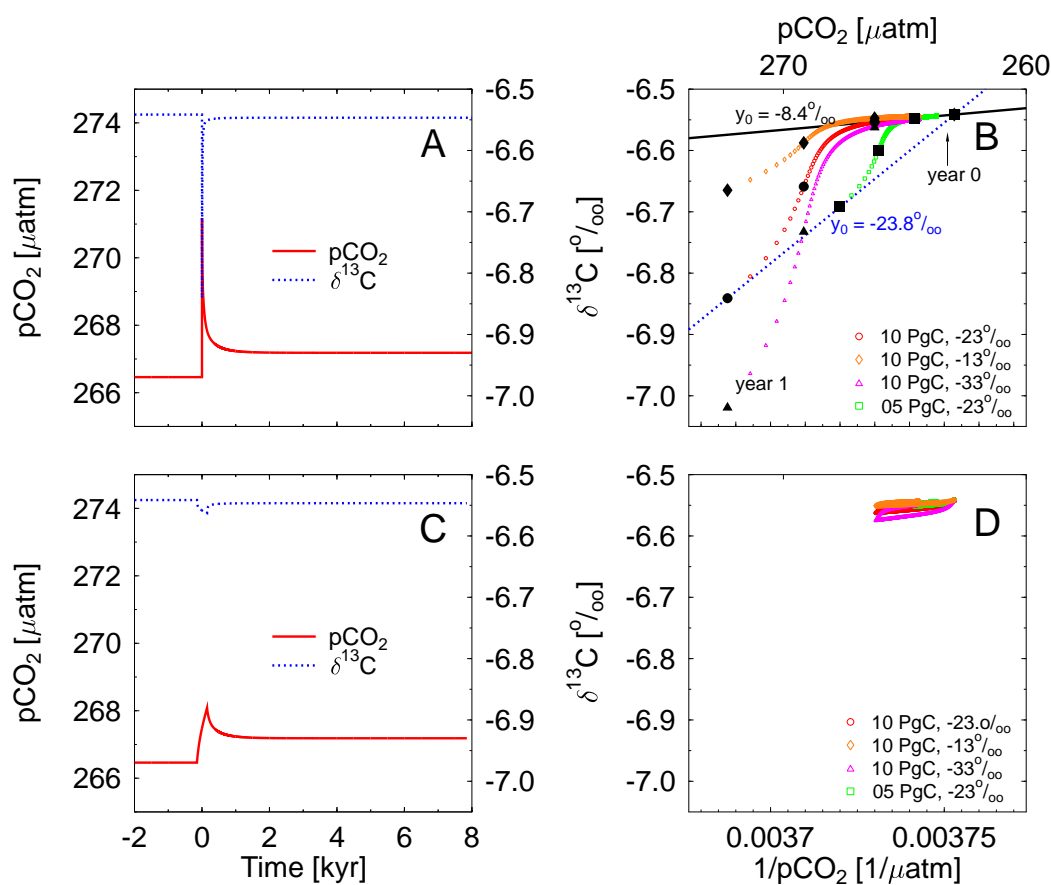 pCO2 [μatm]
270 260
274
272
270
268
266
-6.5
-6.6
-6.7
-6.8
-6.9
-7.0
A
pCO2
δ13C
pCO2 [μatm]
-6.5
-6.6
-6.7
-6.8
-6.9
-7.0
δ13C [o/oo]
B
y0 = -8.4o/oo
year 0
y0 = -23.8o/oo
year 1
10 PgC, -23o/oo
10 PgC, -13o/oo
10 PgC, -33o/oo
05 PgC, -23o/oo
274
272
270
268
266
-6.5
-6.6
-6.7
-6.8
-6.9
-7.0
C
pCO2
δ13C
pCO2 [μatm]
-2 0 2 4 6 8
Time [kyr]
-6.5
-6.6
-6.7
-6.8
-6.9
-7.0
δ13C [o/oo]
D
10 PgC, -23.o/oo
10 PgC, -13o/oo
10 PgC, -33o/oo
05 PgC, -23o/oo
0.0037 0.00375
1/pCO2 [1/μatm]